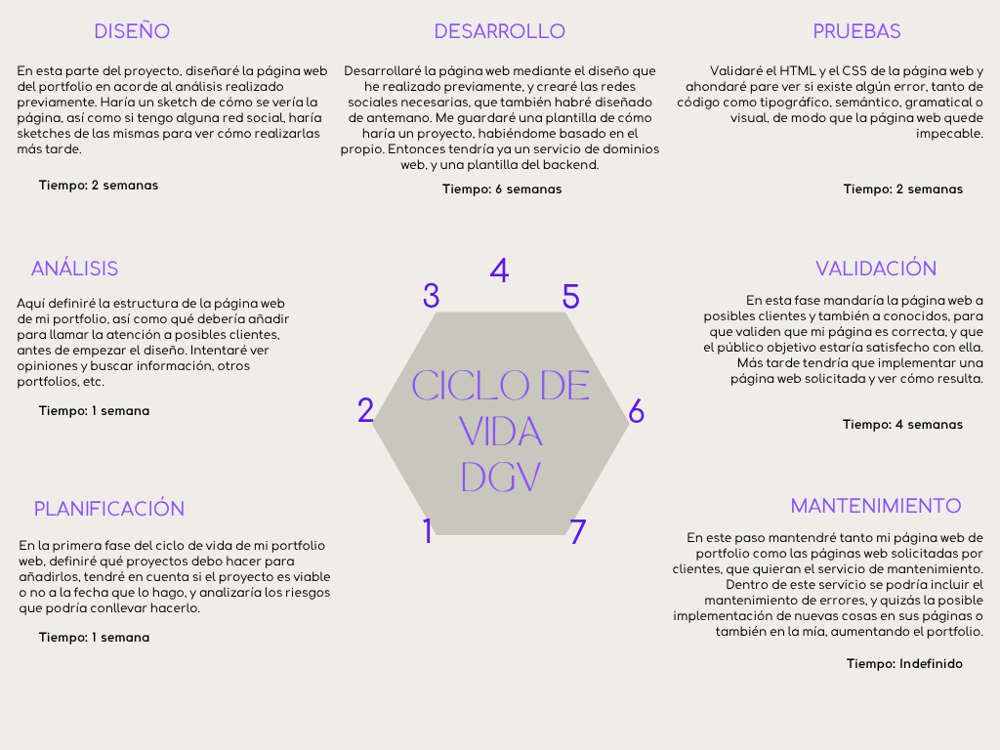 DISEÑO
En esta parte del proyecto, diseñaré la página web
del portfolio en acorde al análisis realizado
previamente. Haría un sketch de cómo se vería la
página, así como si tengo alguna red social, haría
sketches de las mismas para ver cómo realizarlas
más tarde.
Tiempo: 2 semanas
DESARROLLO
Desarrollaré la página web mediante el diseño que
he realizado previamente, y crearé las redes
sociales necesarias, que también habré diseñado
de antemano. Me guardaré una plantilla de cómo
haría un proyecto, habiéndome basado en el
propio. Entonces tendría ya un servicio de dominios
web, y una plantilla del backend.
Tiempo: 6 semanas
PRUEBAS
Validaré el HTML y el CSS de la página web y
ahondaré pare ver si existe algún error, tanto de
código como tipográfico, semántico, gramatical o
visual, de modo que la página web quede
impecable.
Tiempo: 2 semanas
ANÁLISIS
Aquí definiré la estructura de la página web
de mi portfolio, así como qué debería añadir
para llamar la atención a posibles clientes,
antes de empezar el diseño. Intentaré ver
opiniones y buscar información, otros
portfolios, etc.
Tiempo: 1 semana
4
3
5
2
6
1
7
CICLO DE
VIDA
DGV
VALIDACIÓN
En esta fase mandaría la página web a
posibles clientes y también a conocidos, para
que validen que mi página es correcta, y que
el público objetivo estaría satisfecho con ella.
Más tarde tendría que implementar una
página web solicitada y ver cómo resulta.
Tiempo: 4 semanas
PLANIFICACIÓN
En la primera fase del ciclo de vida de mi portfolio
web, definiré qué proyectos debo hacer para
añadirlos, tendré en cuenta si el proyecto es viable
o no a la fecha que lo hago, y analizaría los riesgos
que podría conllevar hacerlo.
Tiempo: 1 semana
MANTENIMIENTO
En este paso mantendré tanto mi página web de
portfolio como las páginas web solicitadas por
clientes, que quieran el servicio de mantenimiento.
Dentro de este servicio se podría incluir el
mantenimiento de errores, y quizás la posible
implementación de nuevas cosas en sus páginas o
también en la mía, aumentando el portfolio.
Tiempo: Indefinido